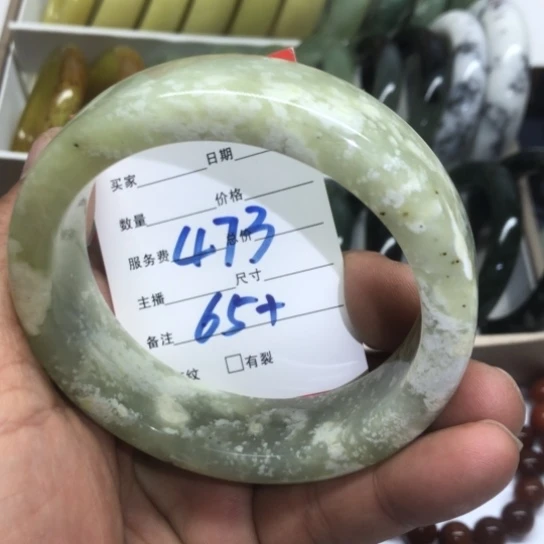 买家 日期
数量 价格
服务费 473 总价
主播 尺寸
65+
备注
纹 有裂